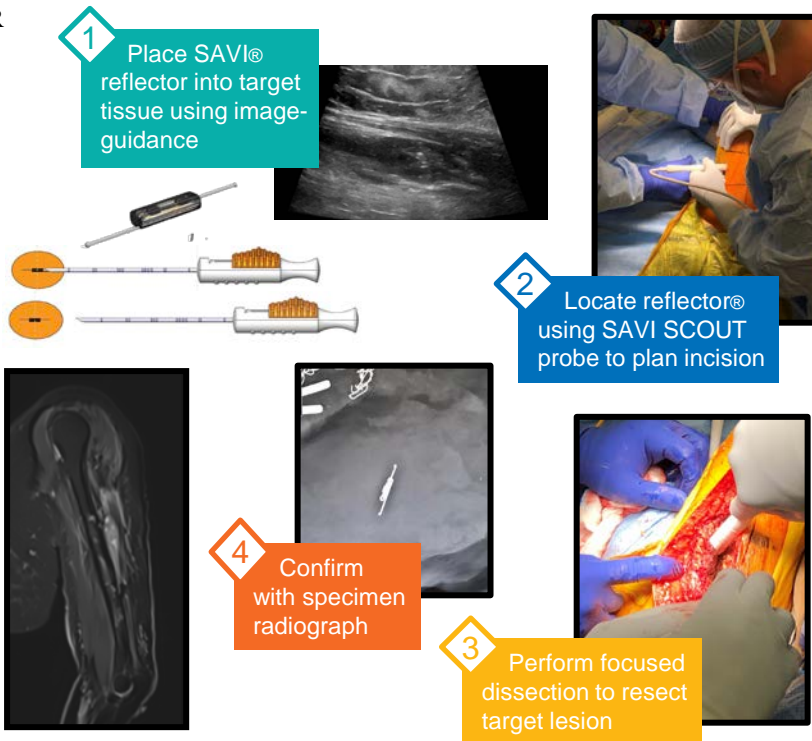 R
1
Place SAVI®
reflector into target
tissue using image-
guidance
2
Locate reflector®
using SAVI SCOUT
probe to plan incision
4
Confirm
with specimen
radiograph
3
Perform focused
dissection to resect
target lesion